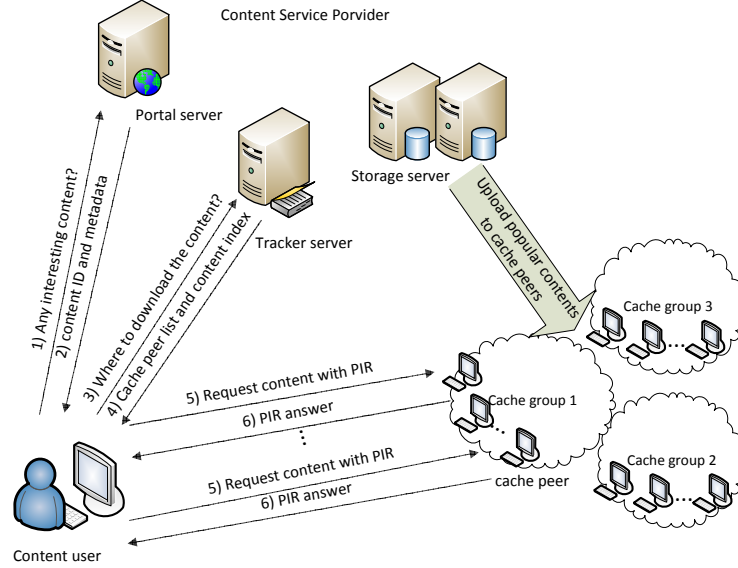 Content Service Porvider
Portal server
Storage server
Tracker server
1) Any interesting content?
2) content ID and metadata
3) Where to download the content?
4) Cache peer list and content index
Upload popular contents
to cache peers
Cache group 3
5) Request content with PIR
Cache group 1
6) PIR answer
5) Request content with PIR
Cache group 2
6) PIR answer
cache peer
Content user